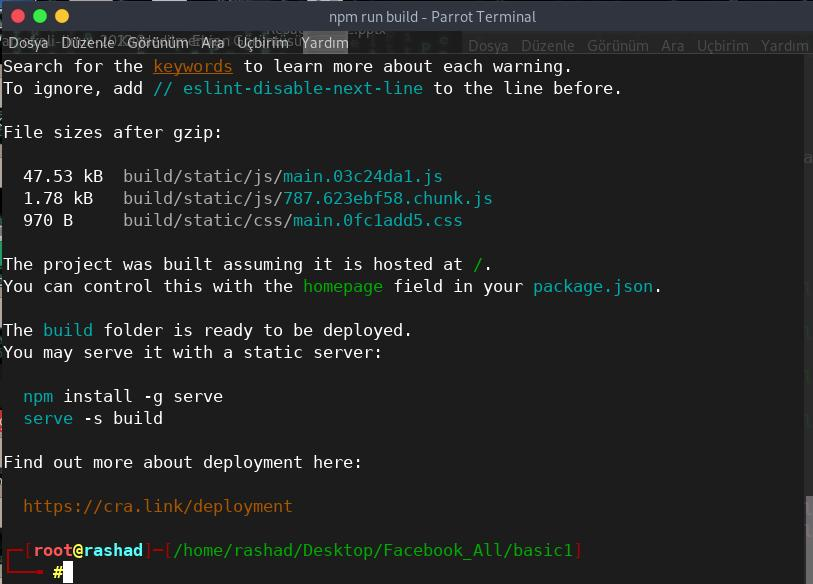 npm run build - Parrot Terminal
Dosya Düzenle Görünüm Ara Uçbirim Yardım
Dosya Düzenle Görünüm Ara Uçbirim Yardım
Search for the keywords to learn more about each warning.
To ignore, add // eslint-disable-next-line to the line before.
File sizes after gzip:
47.53 kB build/static/js/main.03c24da1.js
1.78 kB build/static/js/787.623ebf58.chunk.js
970 B build/static/css/main.0fc1add5.css
The project was built assuming it is hosted at /.
You can control this with the homepage field in your package.json.
The build folder is ready to be deployed.
You may serve it with a static server:
npm install -g serve
serve -s build
Find out more about deployment here:
https://cra.link/deployment
┌─[root@rashad]─[/home/rashad/Desktop/Facebook_All/basic1]
└──╼ #